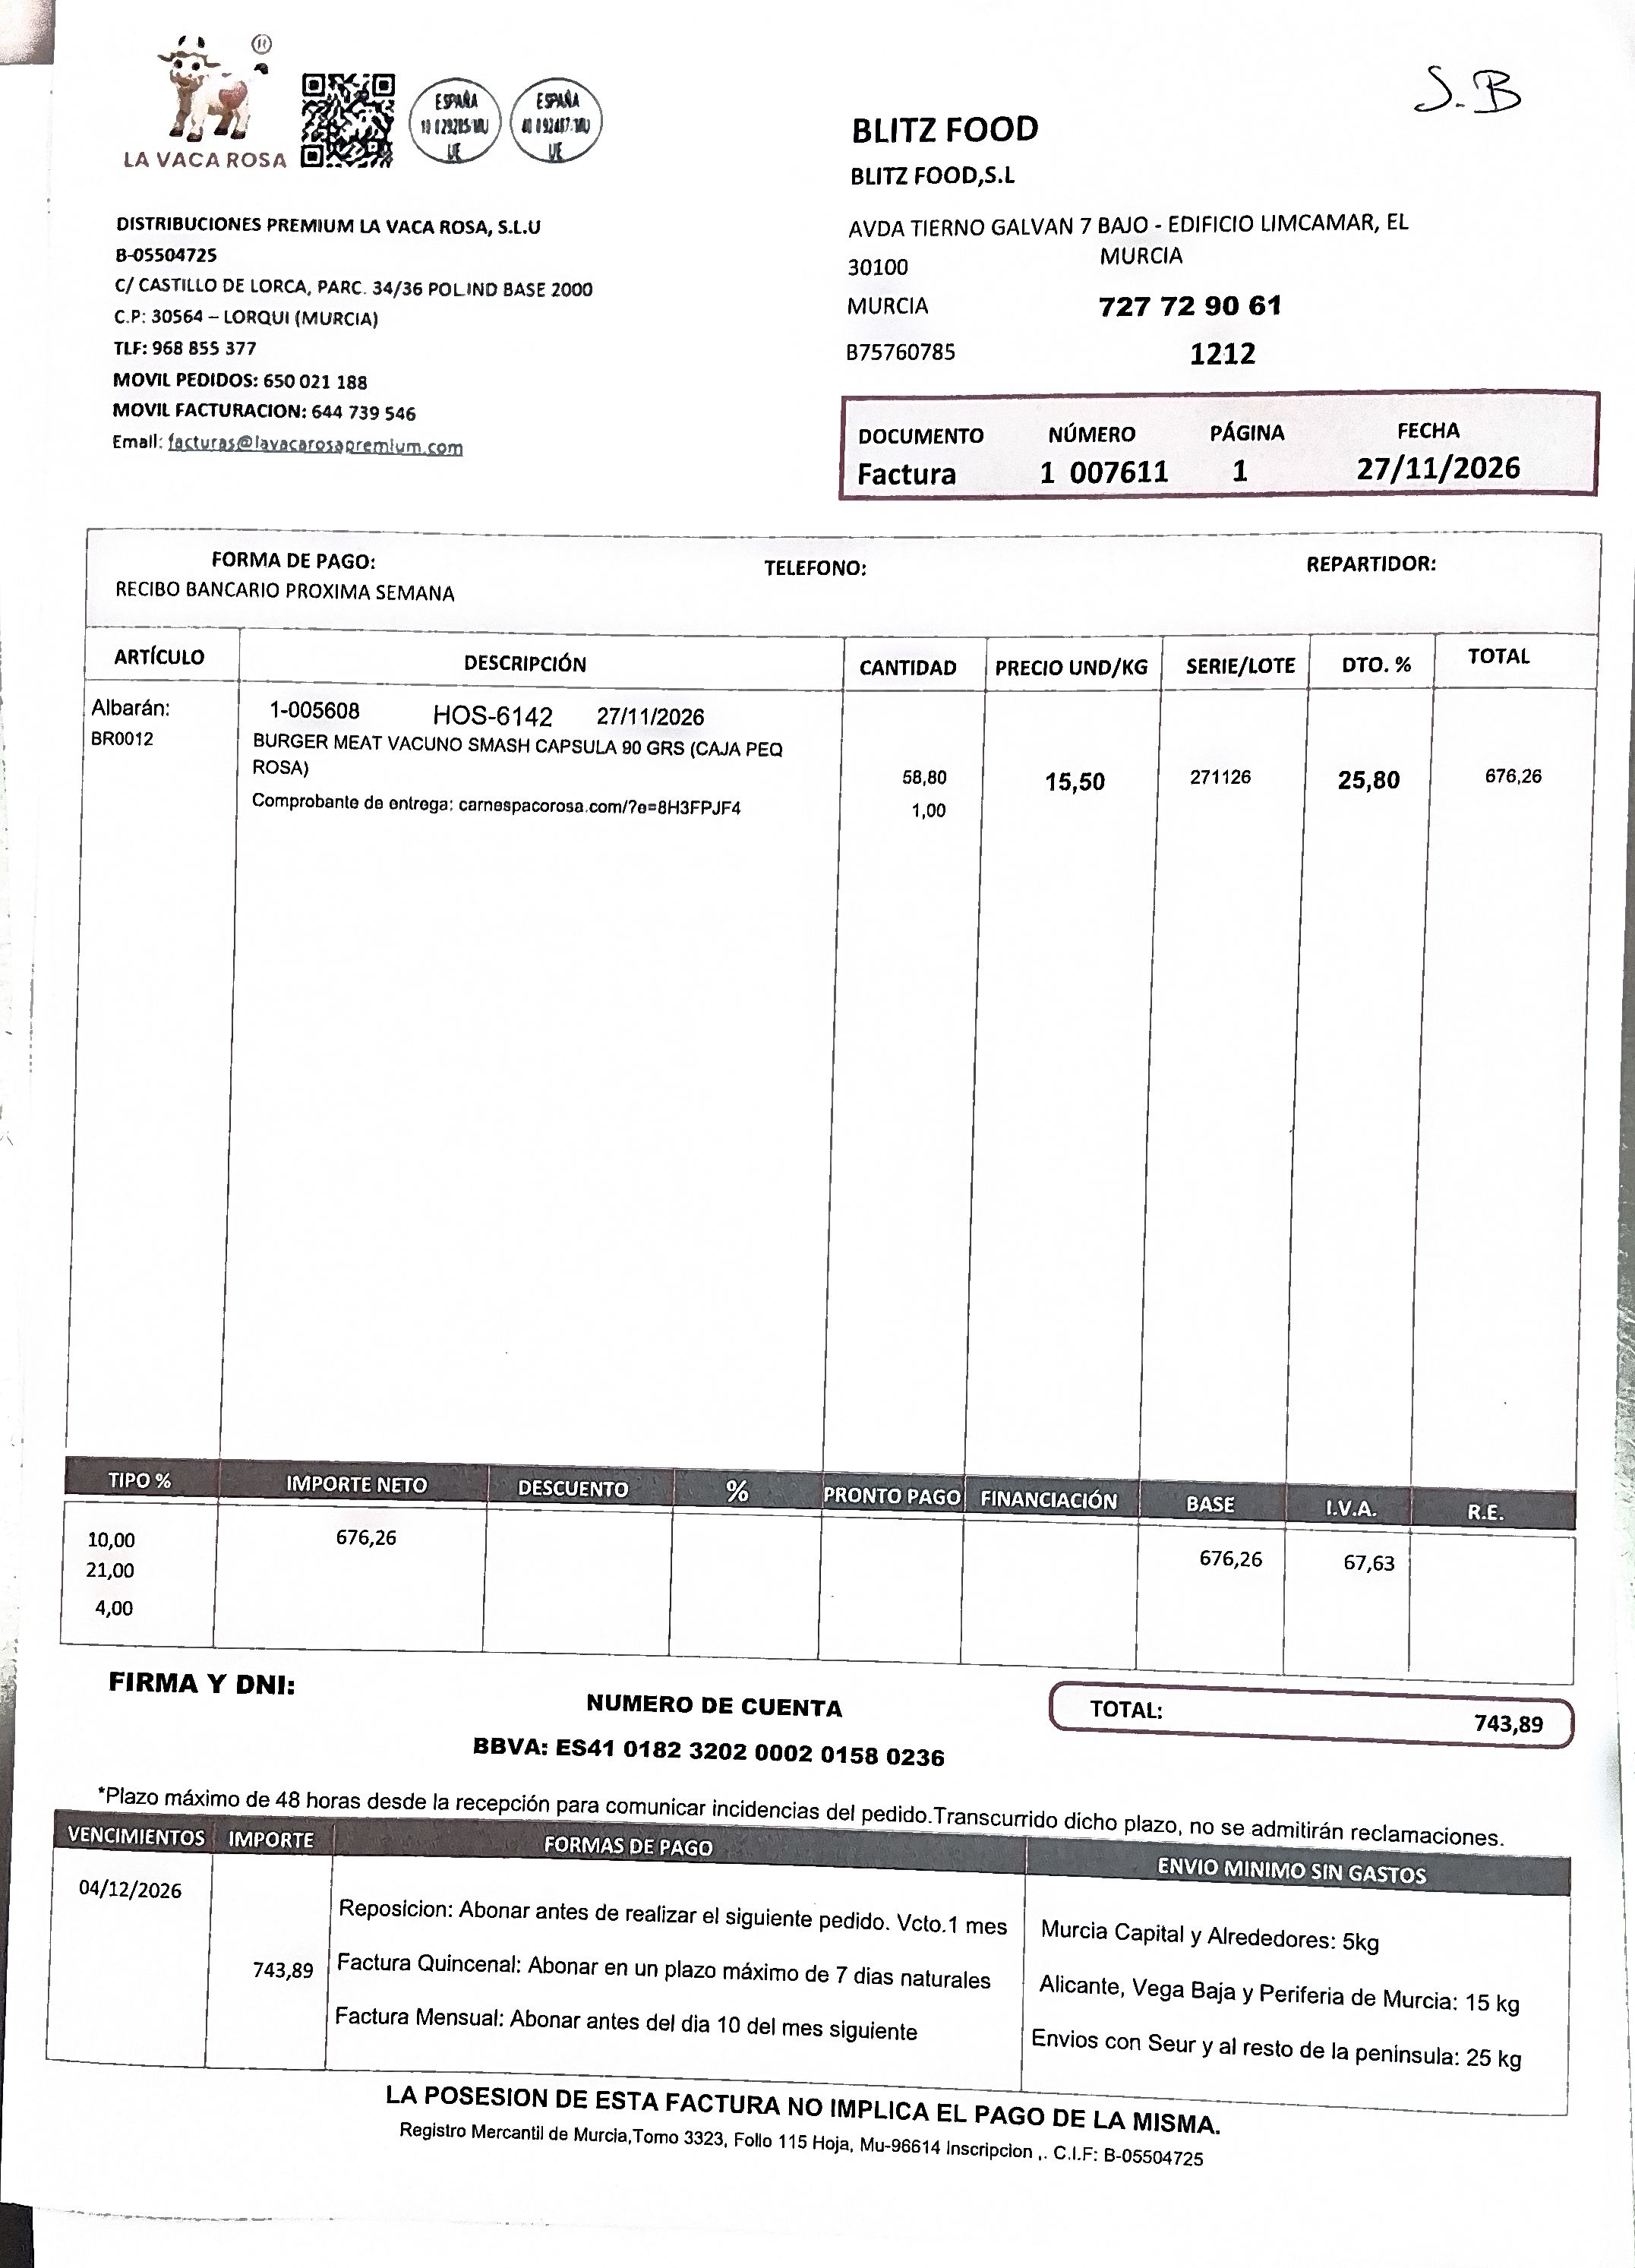 S.B
LA VACA ROSA
ESPAÑA
UE
ESPAÑA
UE
DISTRIBUCIONES PREMIUM LA VACA ROSA, S.L.U
B-05504725
C/ CASTILLO DE LORCA, PARC. 34/36 POL.IND BASE 2000
C.P: 30564 – LORQUI (MURCIA)
TLF: 968 855 377
MOVIL PEDIDOS: 650 021 188
MOVIL FACTURACION: 644 739 546
Email: facturas@lavacarosapremium.com
BLITZ FOOD
BLITZ FOOD,S.L
AVDA TIERNO GALVAN 7 BAJO - EDIFICIO LIMCAMAR, EL
30100 MURCIA
MURCIA 727 72 90 61
B75760785 1212
DOCUMENTO NÚMERO PÁGINA FECHA
Factura 1 007611 1 27/11/2026
FORMA DE PAGO: TELEFONO: REPARTIDOR:
RECIBO BANCARIO PROXIMA SEMANA
ARTÍCULO DESCRIPCIÓN CANTIDAD PRECIO UND/KG SERIE/LOTE DTO. % TOTAL
Albarán: 1-005608 HOS-6142 27/11/2026
BR0012 BURGER MEAT VACUNO SMASH CAPSULA 90 GRS (CAJA PEQ
ROSA) 58,80 15,50 271126 25,80 676,26
Comprobante de entrega: carnespacorosa.com/?e=8H3FPJF4 1,00
TIPO % IMPORTE NETO DESCUENTO % PRONTO PAGO FINANCIACIÓN BASE I.V.A. R.E.
10,00 676,26 676,26 67,63
21,00
4,00
FIRMA Y DNI:
NUMERO DE CUENTA
TOTAL: 743,89
BBVA: ES41 0182 3202 0002 0158 0236
*Plazo máximo de 48 horas desde la recepción para comunicar incidencias del pedido.Transcurrido dicho plazo, no se admitirán reclamaciones.
VENCIMIENTOS IMPORTE FORMAS DE PAGO ENVIO MINIMO SIN GASTOS
04/12/2026
743,89
Reposicion: Abonar antes de realizar el siguiente pedido. Vcto.1 mes
Factura Quincenal: Abonar en un plazo máximo de 7 dias naturales
Factura Mensual: Abonar antes del dia 10 del mes siguiente
Murcia Capital y Alrededores: 5kg
Alicante, Vega Baja y Periferia de Murcia: 15 kg
Envios con Seur y al resto de la peninsula: 25 kg
LA POSESION DE ESTA FACTURA NO IMPLICA EL PAGO DE LA MISMA.
Registro Mercantil de Murcia,Tomo 3323, Folio 115 Hoja, Mu-96614 Inscripcion ,. C.I.F: B-05504725